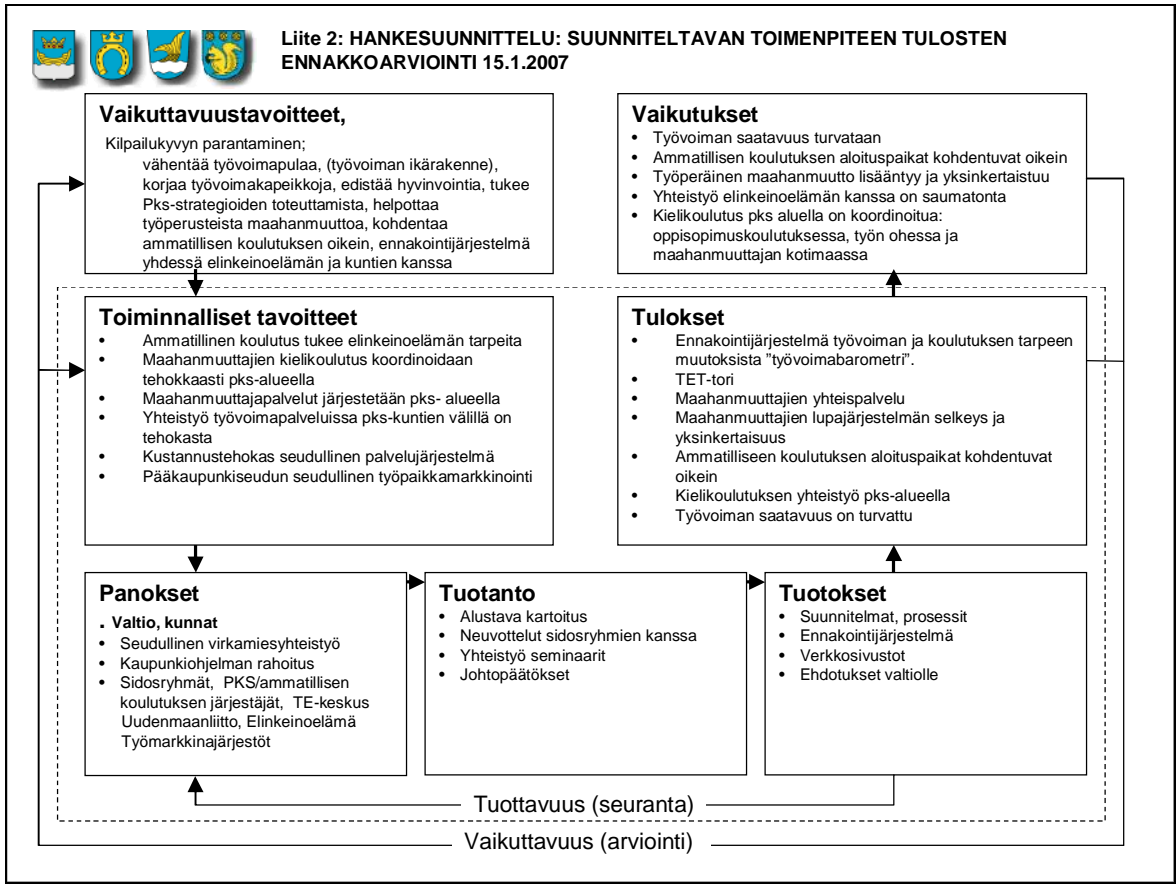 Liite 2: HANKESUUNNITTELU: SUUNNITELTAVAN TOIMENPITEEN TULOSTEN
ENNAKKOARVIOINTI 15.1.2007
Vaikuttavuustavoitteet,
Kilpailukyvyn parantaminen;
vähentää työvoimapulaa, (työvoiman ikärakenne),
korjaa työvoimakapeikkoja, edistää hyvinvointia, tukee
Pks-strategioiden toteuttamista, helpottaa
työperusteista maahanmuuttoa, kohdentaa
ammatillisen koulutuksen oikein, ennakointijärjestelmä
yhdessä elinkeinoelämän ja kuntien kanssa
Vaikutukset
• Työvoiman saatavuus turvataan
• Ammatillisen koulutuksen aloituspaikat kohdentuvat oikein
• Työperäinen maahanmuutto lisääntyy ja yksinkertaistuu
• Yhteistyö elinkeinoelämän kanssa on saumatonta
• Kielikoulutus pks aluella on koordinoitua:
oppisopimuskoulutuksessa, työn ohessa ja
maahanmuuttajan kotimaassa
Toiminnalliset tavoitteet
• Ammatillinen koulutus tukee elinkeinoelämän tarpeita
• Maahanmuuttajien kielikoulutus koordinoidaan
tehokkaasti pks-alueella
• Maahanmuuttajapalvelut järjestetään pks- alueella
• Yhteistyö työvoimapalveluissa pks-kuntien välillä on
tehokasta
• Kustannustehokas seudullinen palvelujärjestelmä
• Pääkaupunkiseudun seudullinen työpaikkamarkkinointi
Tulokset
• Ennakointijärjestelmä työvoiman ja koulutuksen tarpeen
muutoksista ”työvoimabarometri”.
• TET-tori
• Maahanmuuttajien yhteispalvelu
• Maahanmuuttajien lupajärjestelmän selkeys ja
yksinkertaisuus
• Ammatilliseen koulutuksen aloituspaikat kohdentuvat
oikein
• Kielikoulutuksen yhteistyö pks-alueella
• Työvoiman saatavuus on turvattu
Panokset
. Valtio, kunnat
• Seudullinen virkamiesyhteistyö
• Kaupunkiohjelman rahoitus
• Sidosryhmät, PKS/ammatillisen
koulutuksen järjestäjät, TE-keskus
Uudenmaanliitto, Elinkeinoelämä
Työmarkkinajärjestöt
Tuotanto
• Alustava kartoitus
• Neuvottelut sidosryhmien kanssa
• Yhteistyö seminaarit
• Johtopäätökset
Tuotokset
• Suunnitelmat, prosessit
• Ennakointijärjestelmä
• Verkkosivustot
• Ehdotukset valtiolle
Tuottavuus (seuranta)
Vaikuttavuus (arviointi)